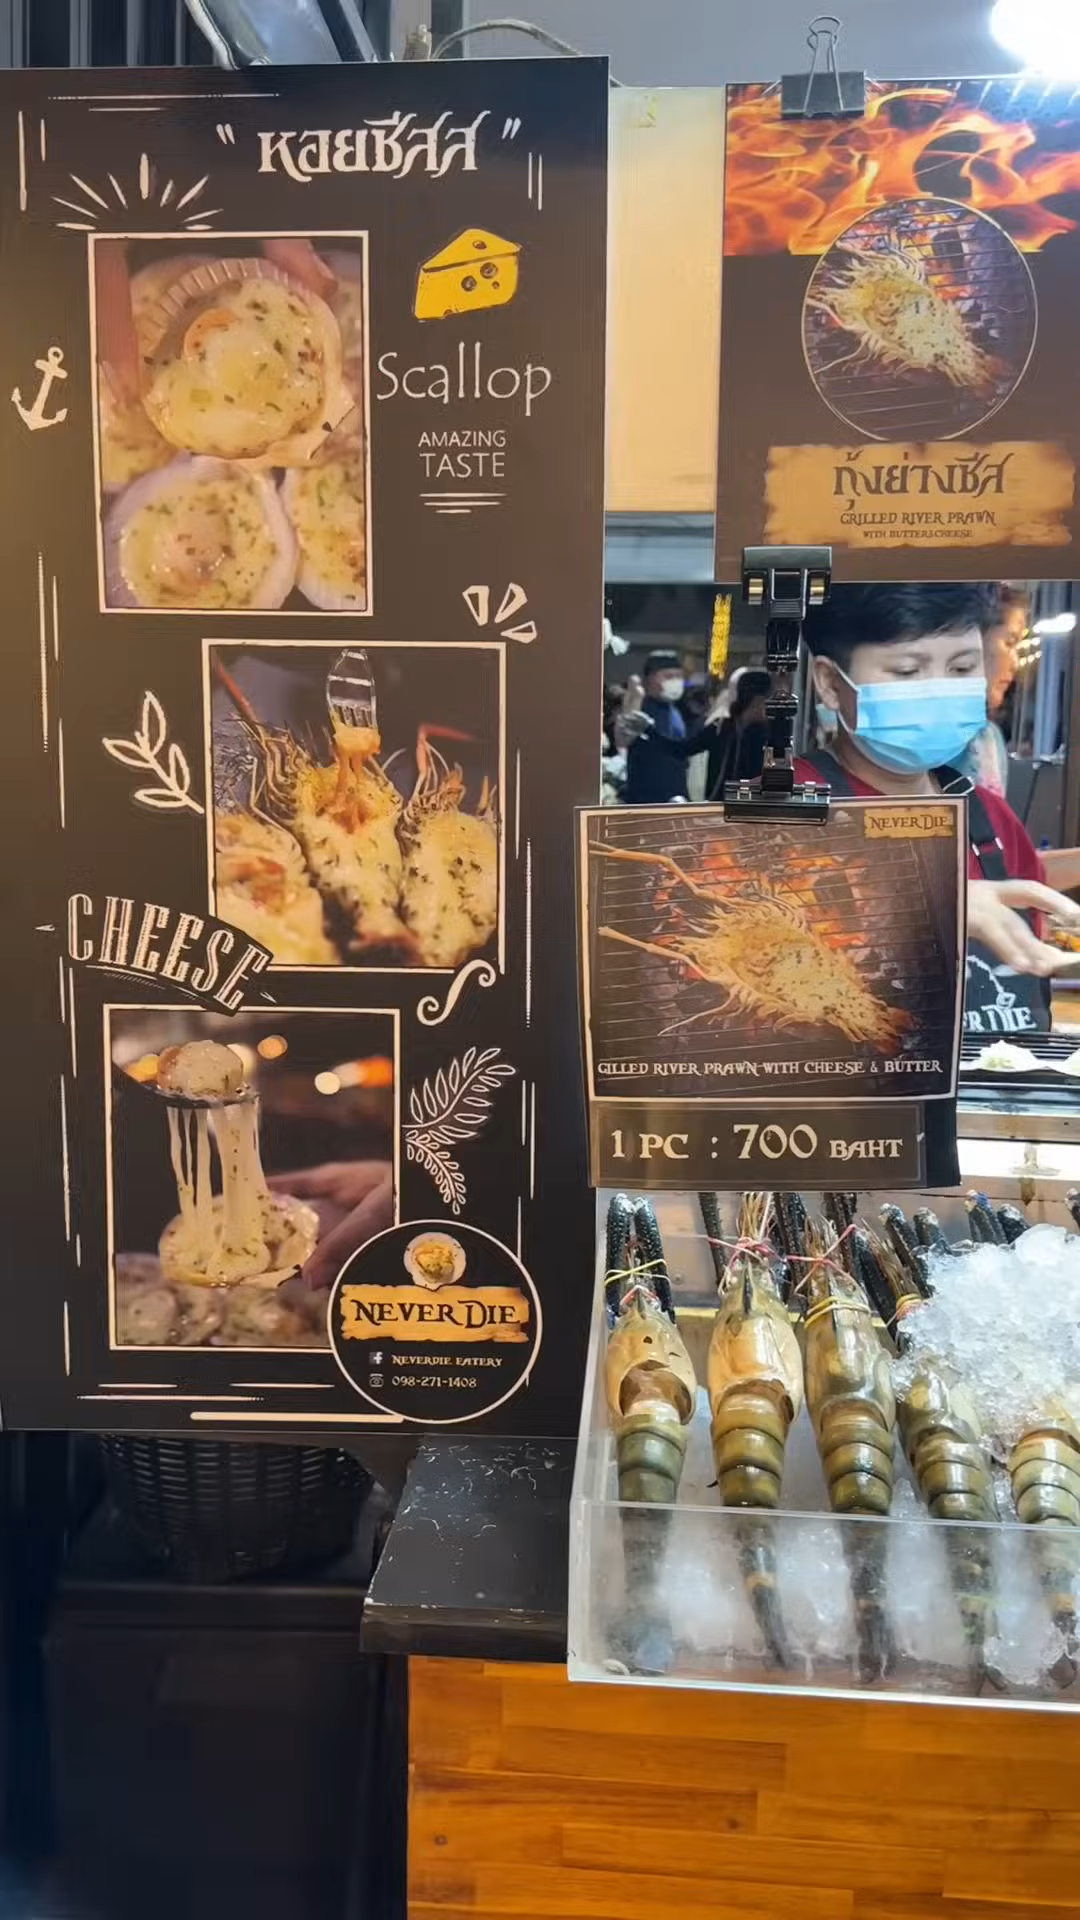 " หอยชีสส "
Scallop
AMAZING
TASTE
CHEESE
NEVER DIE
NEVERDIE EATERY
098-271-1408
กุ้งย่างชีส
GRILLED RIVER PRAWN
WITH BUTTER&CHEESE
NEVER DIE
GILLED RIVER PRAWN WITH CHEESE & BUTTER
1 PC : 700 BAHT
ER DIE